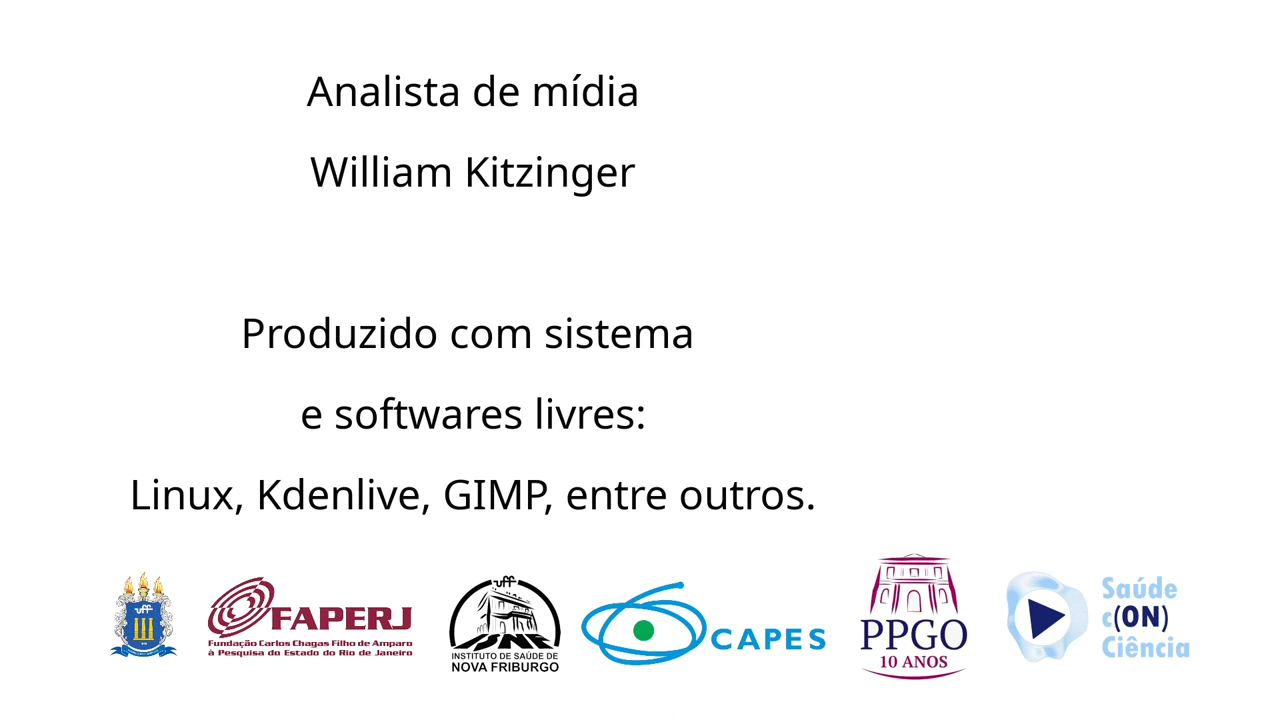 Analista de mídia
William Kitzinger
Produzido com sistema
e softwares livres:
Linux, Kdenlive, GIMP, entre outros.
uff
FAPERJ
Fundação Carlos Chagas Filho de Amparo
à Pesquisa do Estado do Rio de Janeiro
uff
INSTITUTO DE SAÚDE DE
NOVA FRIBURGO
CAPES
PPGO
10 ANOS
Saúde
c(ON)
Ciência